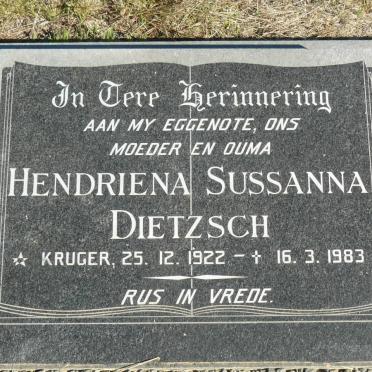 In Tere Herinnering
AAN MY EGGENOTE, ONS
MOEDER EN OUMA
HENDRIENA SUSSANNA
DIETZSCH
☆ KRUGER, 25. 12. 1922 – ✝ 16. 3. 1983
RUS IN VREDE.